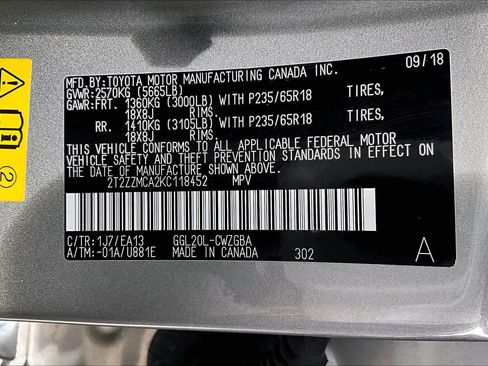 MFD.BY:TOYOTA MOTOR MANUFACTURING CANADA INC. 09/18
GVWR:2570KG (5665LB)
GAWR:FRT. 1360KG (3000LB) WITH P235/65R18 TIRES,
18X8J RIMS.
RR. 1410KG (3105LB) WITH P235/65R18 TIRES,
18X8J RIMS.
THIS VEHICLE CONFORMS TO ALL APPLICABLE FEDERAL MOTOR
VEHICLE SAFETY AND THEFT PREVENTION STANDARDS IN EFFECT ON
THE DATE OF MANUFACTURE SHOWN ABOVE.
2T2ZZMCA2KC118452 MPV
C/TR:1J7/EA13 GGL20L-CWZGBA
A/TM:-01A/U881E MADE IN CANADA 302 A
2